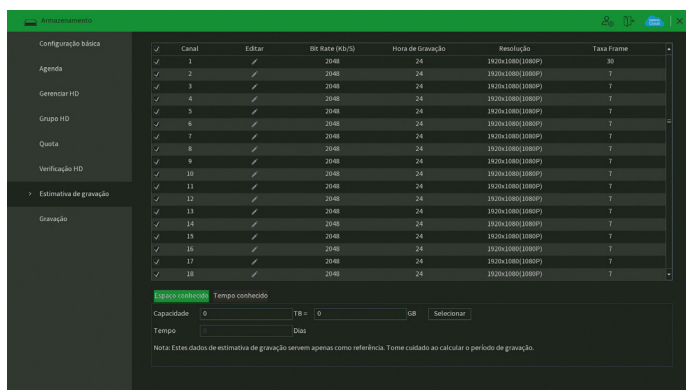 Armazenamento
Configuração básica
Agenda
Gerenciar HD
Grupo HD
Quota
Verificação HD
> Estimativa de gravação
Gravação
Canal Editar Bit Rate (Kb/S) Hora de Gravação Resolução Taxa Frame
1 2048 24 1920x1080(1080P) 30
2 2048 24 1920x1080(1080P) 7
3 2048 24 1920x1080(1080P) 7
4 2048 24 1920x1080(1080P) 7
5 2048 24 1920x1080(1080P) 7
6 2048 24 1920x1080(1080P) 7
7 2048 24 1920x1080(1080P) 7
8 2048 24 1920x1080(1080P) 7
9 2048 24 1920x1080(1080P) 7
10 2048 24 1920x1080(1080P) 7
11 2048 24 1920x1080(1080P) 7
12 2048 24 1920x1080(1080P) 7
13 2048 24 1920x1080(1080P) 7
14 2048 24 1920x1080(1080P) 7
15 2048 24 1920x1080(1080P) 7
16 2048 24 1920x1080(1080P) 7
17 2048 24 1920x1080(1080P) 7
18 2048 24 1920x1080(1080P) 7
Espaço conhecido Tempo conhecido
Capacidade 0 TB = 0 GB Selecionar
Tempo 0 Dias
Nota: Estes dados de estimativa de gravação servem apenas como referência. Tome cuidado ao calcular o período de gravação.